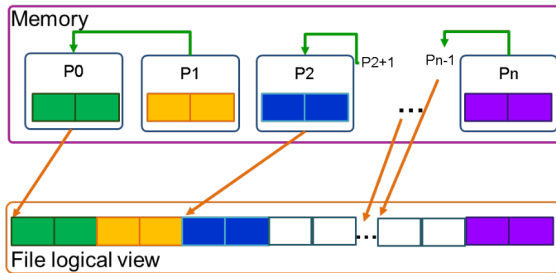 Memory
P0
P1
P2
P2+1
Pn-1
Pn
...
...
File logical view